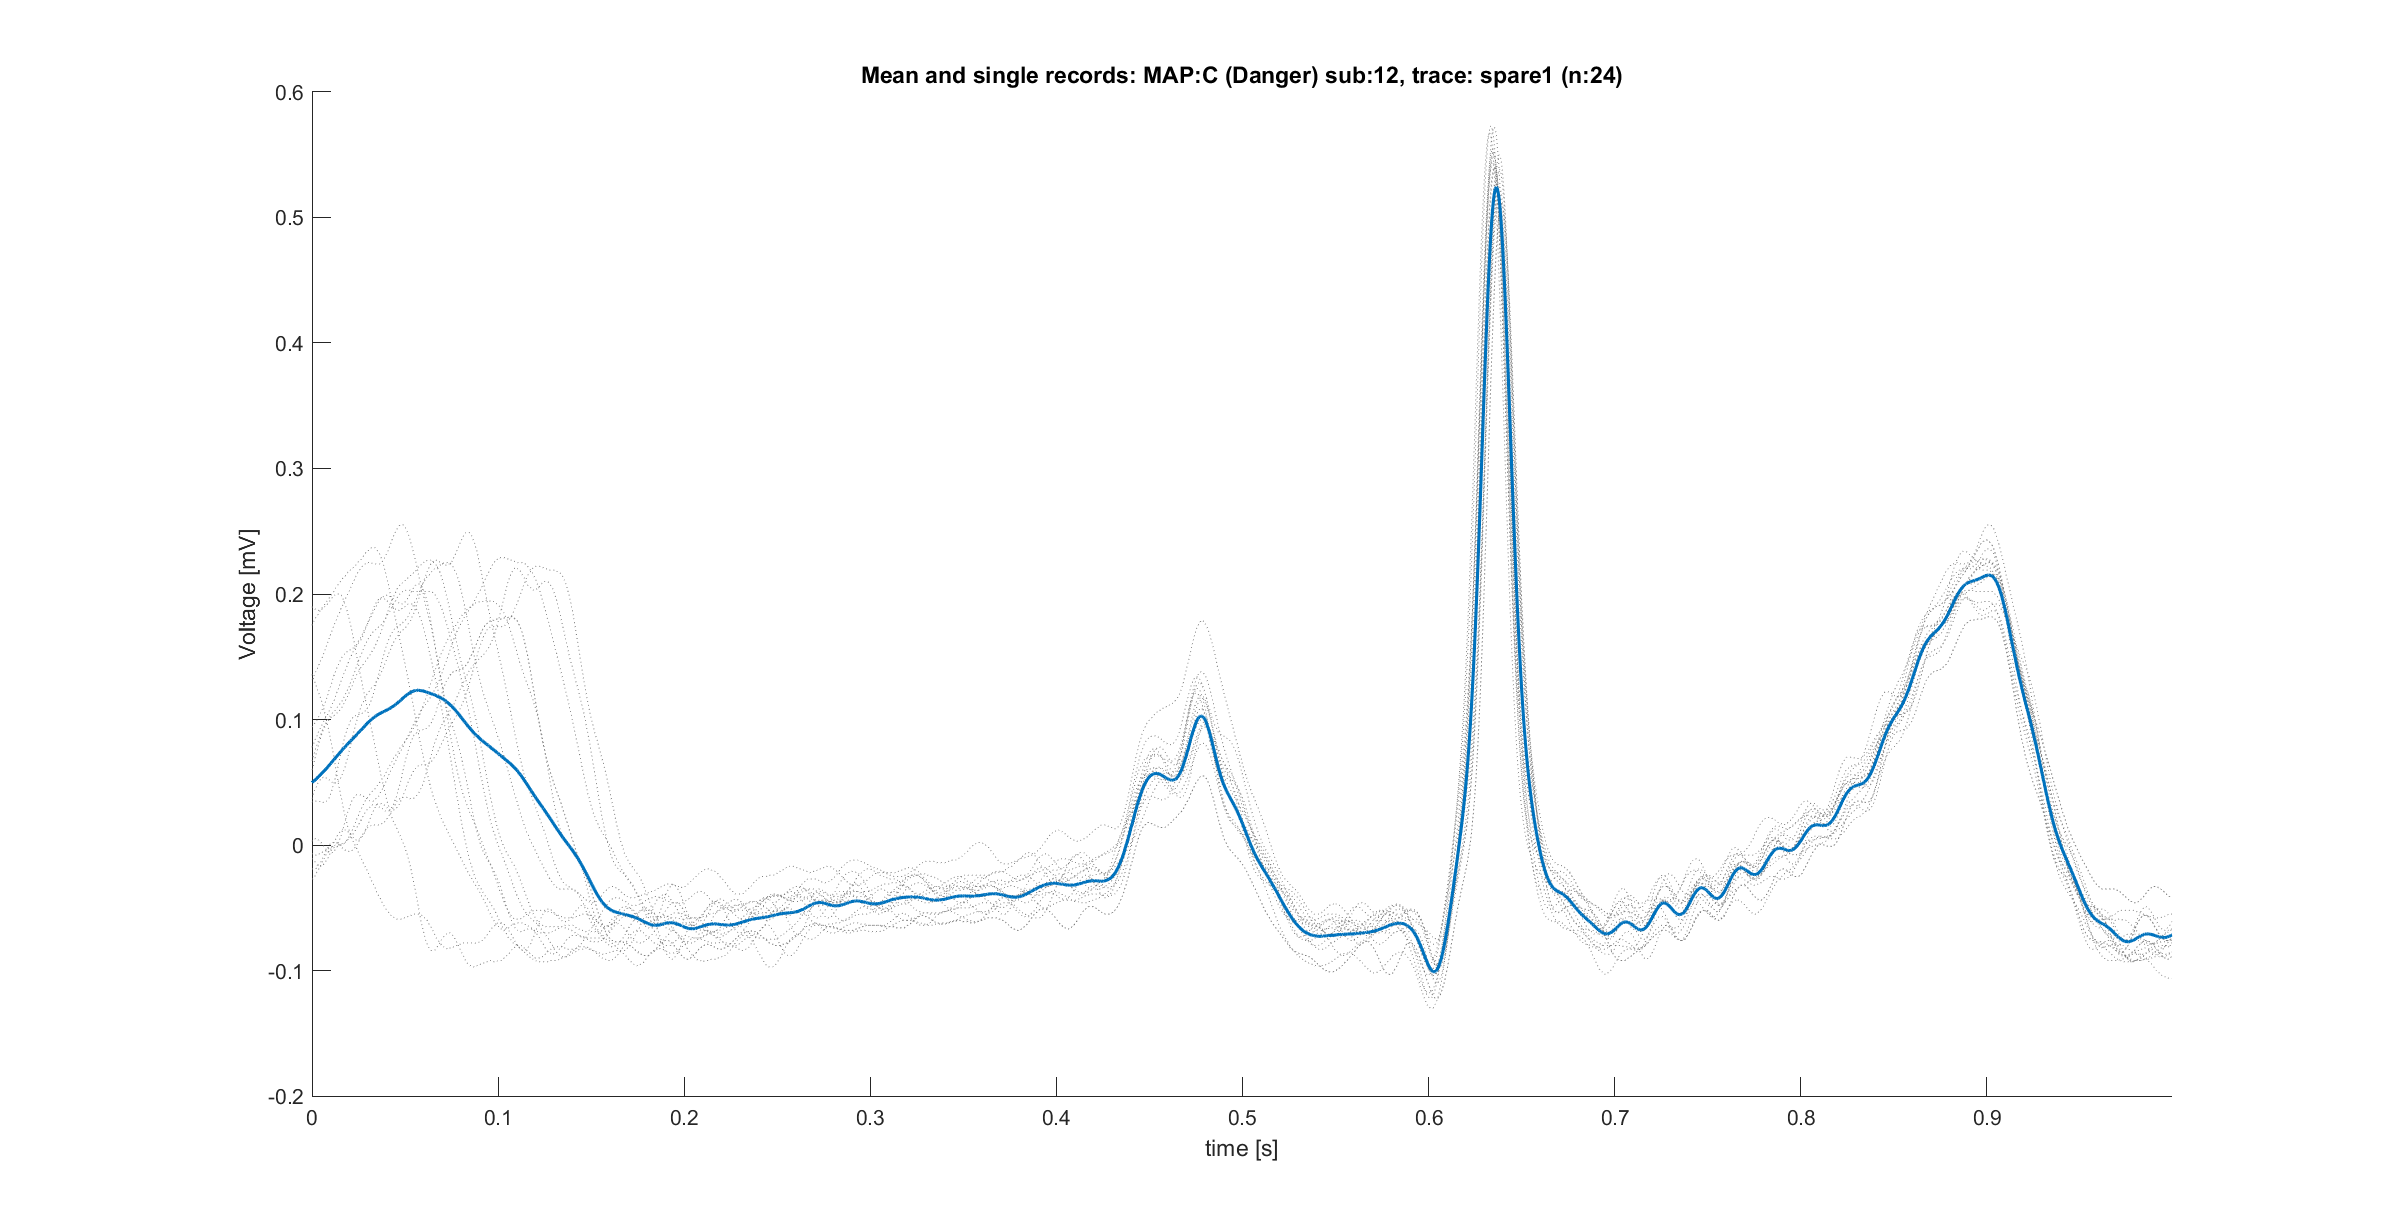 Mean and single records: MAP:C (Danger) sub:12, trace: spare1 (n:24)
0.6
0.5
0.4
0.3
0.2
0.1
0
-0.1
-0.2
Voltage [mV]
0 0.1 0.2 0.3 0.4 0.5 0.6 0.7 0.8 0.9
time [s]